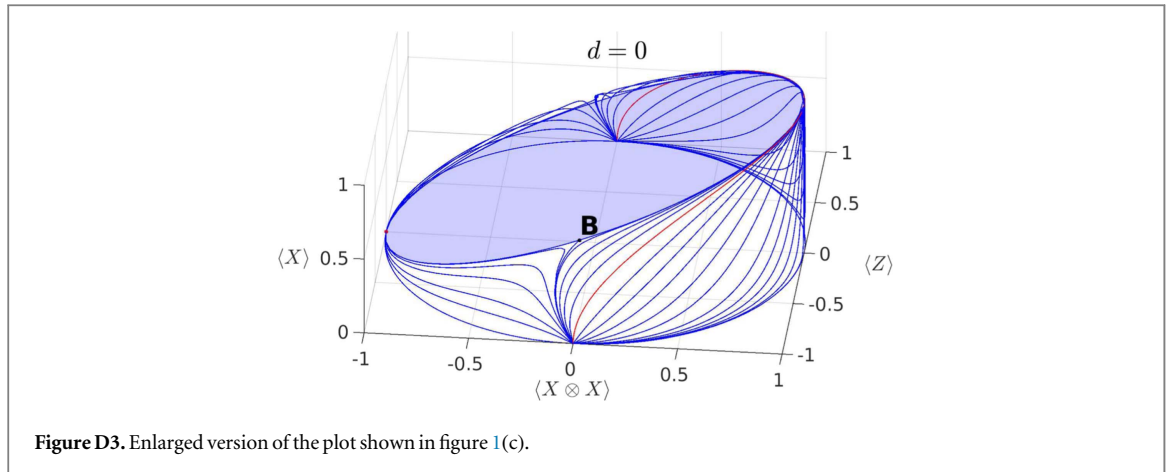 d = 0
1
1
B
0.5
⟨X⟩ 0.5
0
⟨Z⟩
-0.5
0
-1
-1
-0.5
0
0.5
1
⟨X ⊗ X⟩
Figure D3. Enlarged version of the plot shown in figure 1(c).